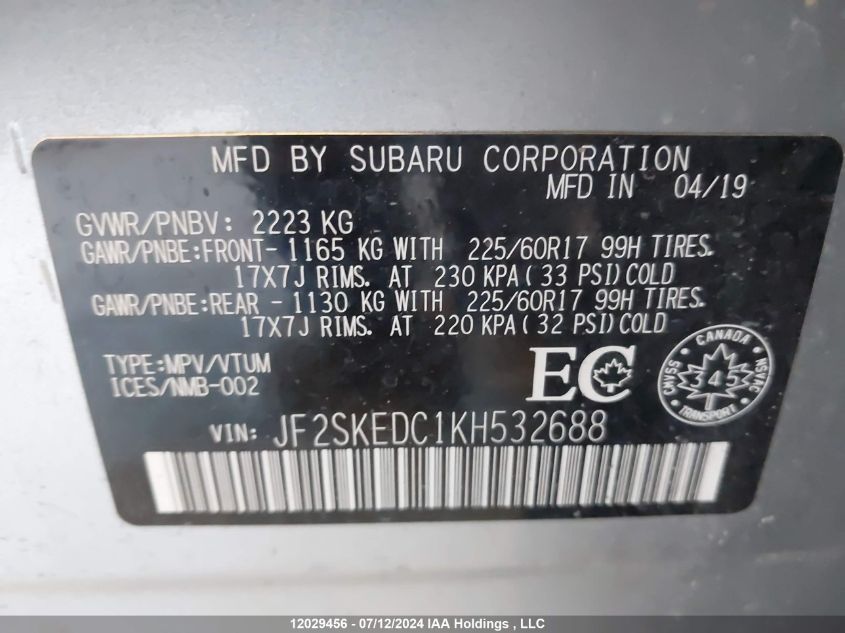 MFD BY SUBARU CORPORATION
MFD IN 04/19
GVWR/PNBV: 2223 KG
GAWR/PNBE:FRONT- 1165 KG WITH 225/60R17 99H TIRES.
17X7J RIMS. AT 230 KPA(33 PSI)COLD
GAWR/PNBE:REAR - 1130 KG WITH 225/60R17 99H TIRES.
17X7J RIMS. AT 220 KPA(32 PSI)COLD
TYPE:MPV/VTUM
ICES/NMB-002
EC
CANADA
CMVSS
345
NSVAC
TRANSPORT
VIN: JF2SKEDC1KH532688
12029456 - 07/12/2024 IAA Holdings , LLC